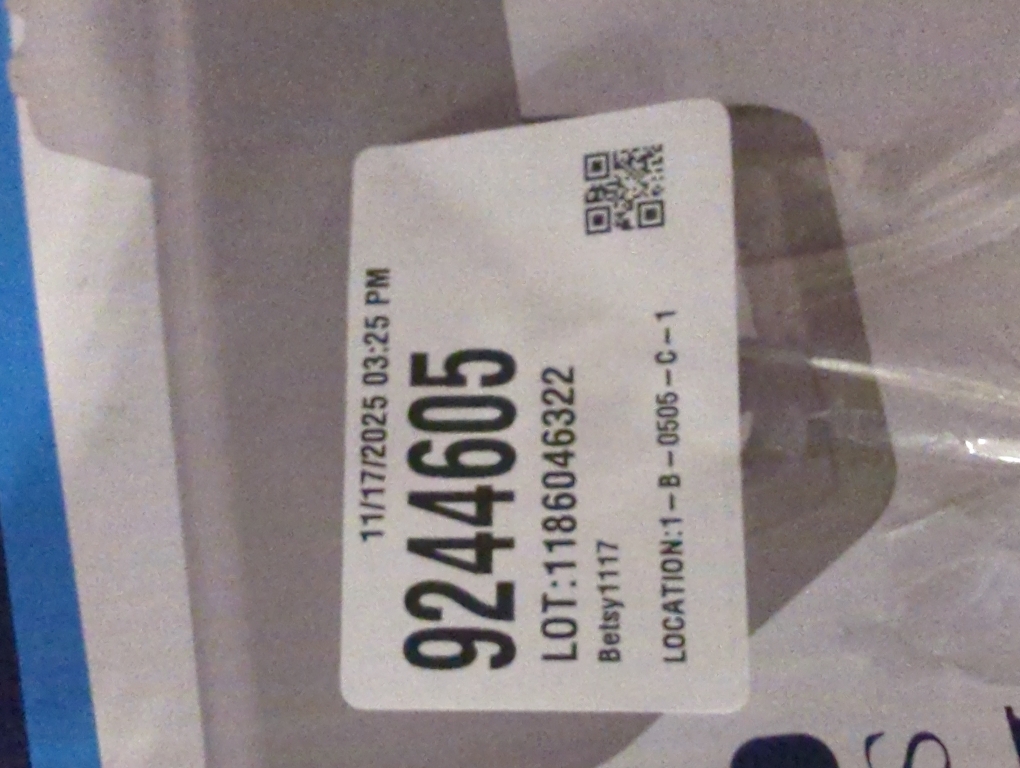 11/17/2025 03:25 PM
9244605
LOT:1186046322
Betsy1117
LOCATION:1-B-0505-C-1